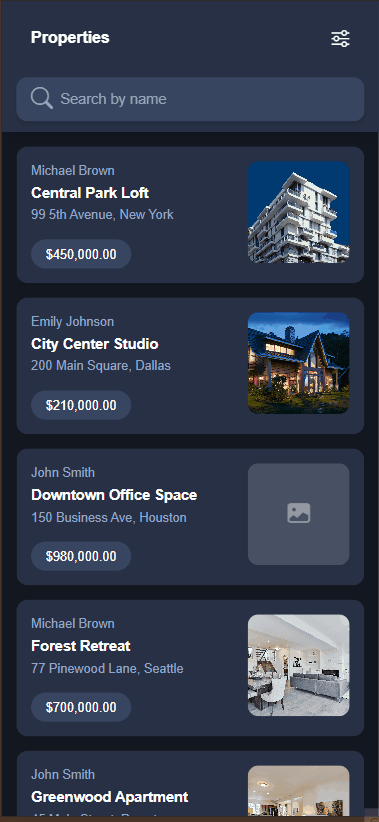 Properties
Search by name
Michael Brown
Central Park Loft
99 5th Avenue, New York
$450,000.00
Emily Johnson
City Center Studio
200 Main Square, Dallas
$210,000.00
John Smith
Downtown Office Space
150 Business Ave, Houston
$980,000.00
Michael Brown
Forest Retreat
77 Pinewood Lane, Seattle
$700,000.00
John Smith
Greenwood Apartment